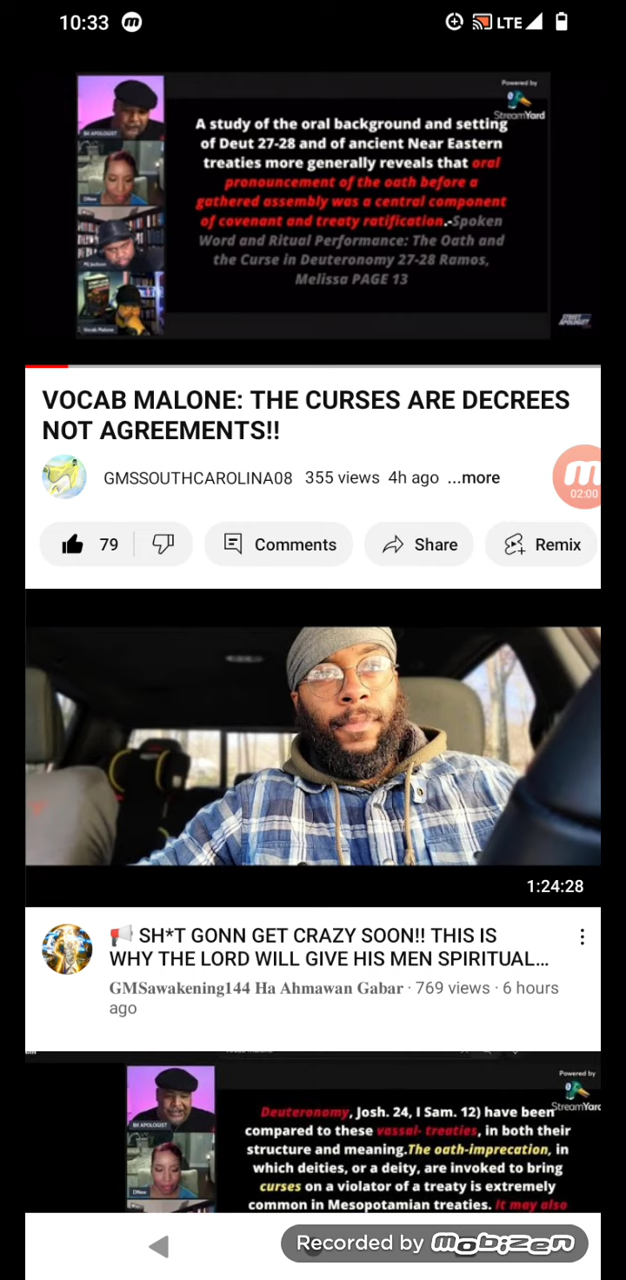 10:33
LTE
Powered by
StreamYard
BK APOLOGIST
A study of the oral background and setting
of Deut 27-28 and of ancient Near Eastern
treaties more generally reveals that oral
pronouncement of the oath before a
gathered assembly was a central component
of covenant and treaty ratification.-Spoken
Word and Ritual Performance: The Oath and
the Curse in Deuteronomy 27-28 Ramos,
Melissa PAGE 13
Vocab Malone
STREET
APOLOGIST
VOCAB MALONE: THE CURSES ARE DECREES
NOT AGREEMENTS!!
GMSSOUTHCAROLINA08 355 views 4h ago ...more
02:00
79 Comments Share Remix
1:24:28
SH*T GONN GET CRAZY SOON!! THIS IS
WHY THE LORD WILL GIVE HIS MEN SPIRITUAL...
GMSawakening144 Ha Ahmawan Gabar · 769 views · 6 hours
ago
Powered by
StreamYard
BK APOLOGIST
Deuteronomy, Josh. 24, I Sam. 12) have been
compared to these vassal- treaties, in both their
structure and meaning.The oath-imprecation, in
which deities, or a deity, are invoked to bring
curses on a violator of a treaty is extremely
common in Mesopotamian treaties. It may also
Recorded by mobizen